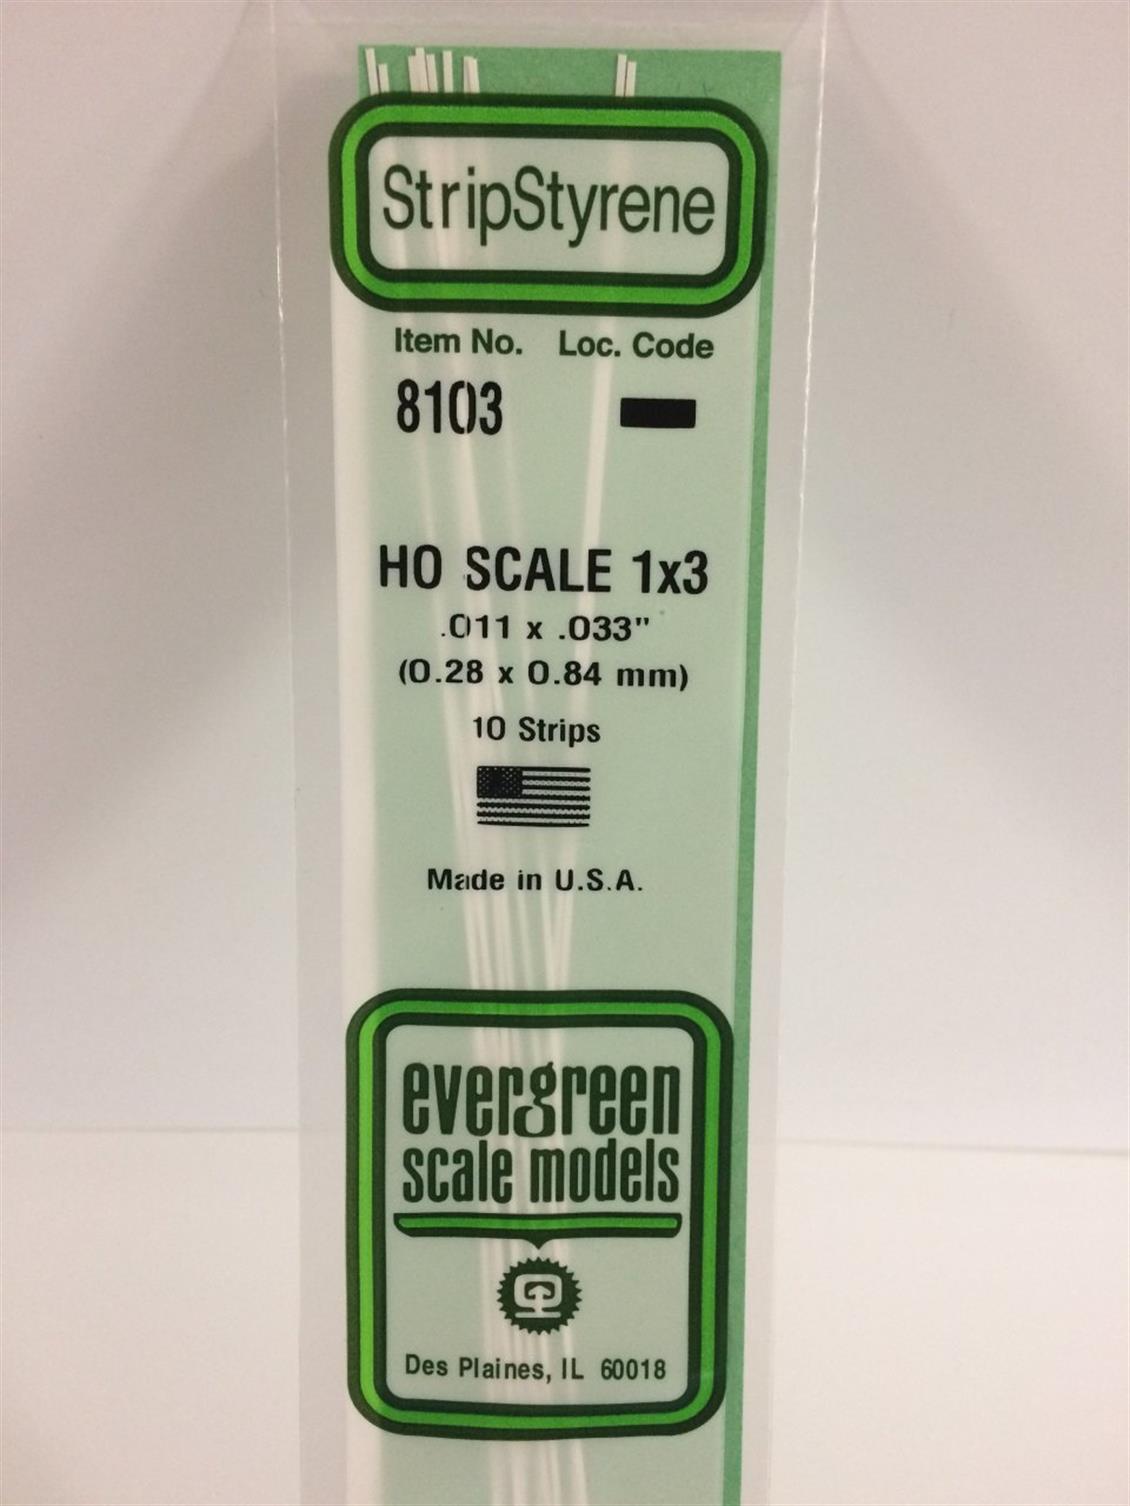 StripStyrene
Item No. Loc. Code
8103
HO SCALE 1x3
.011 x .033"
(0.28 x 0.84 mm)
10 Strips
Made in U.S.A.
evergreen
scale models
Des Plaines, IL 60018